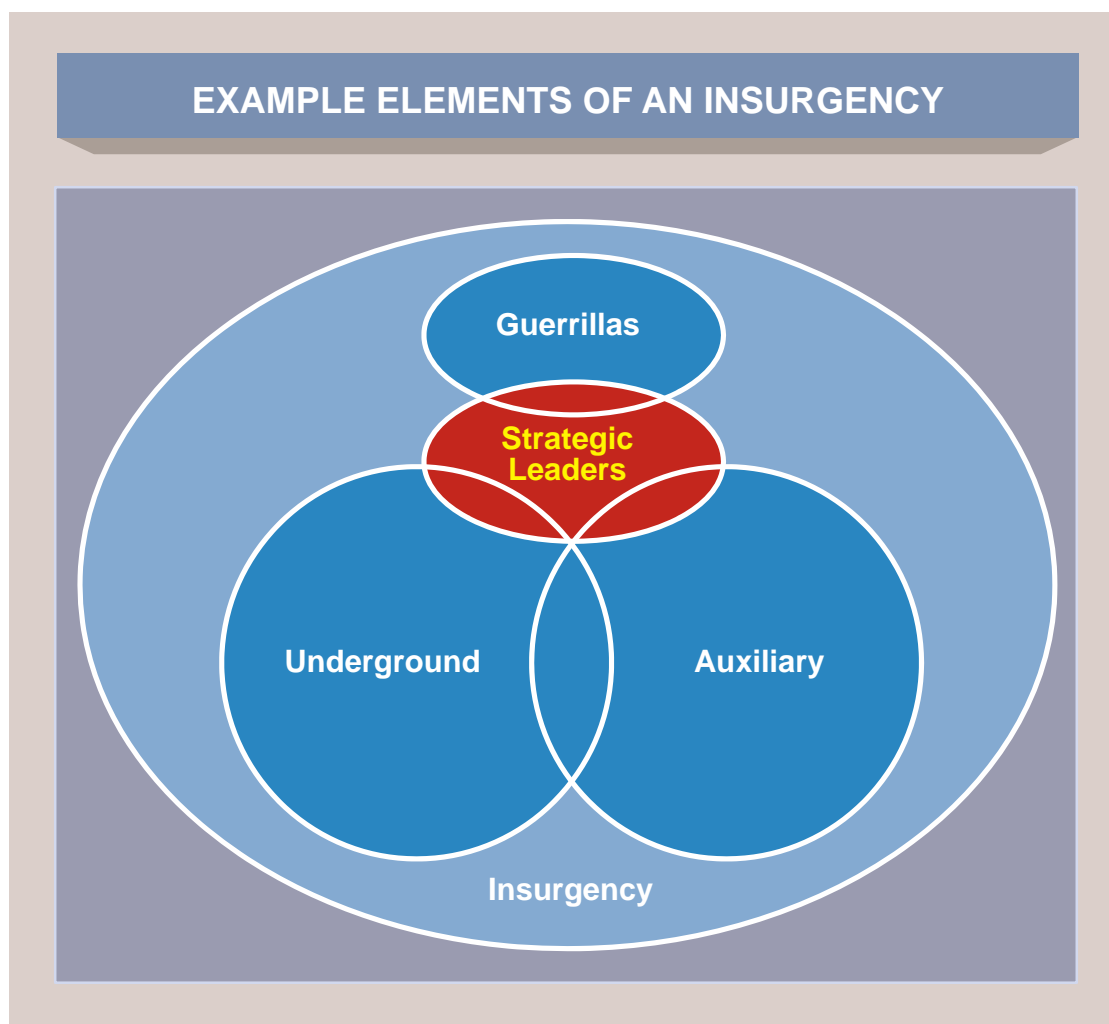 EXAMPLE ELEMENTS OF AN INSURGENCY
Guerrillas
Strategic
Leaders
Underground
Auxiliary
Insurgency